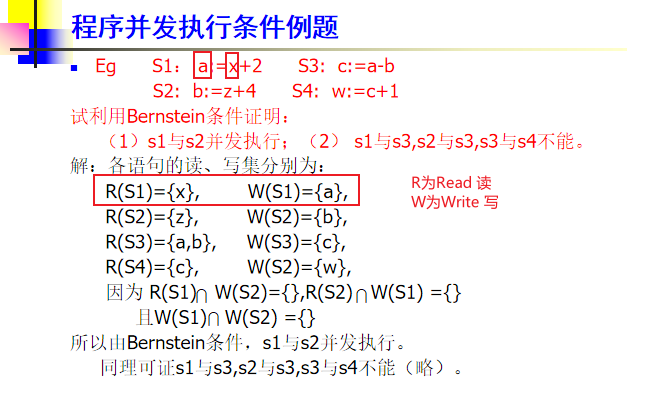 程序并发执行条件例题
Eg S1： a:=x+2 S3: c:=a-b
S2: b:=z+4 S4: w:=c+1
试利用Bernstein条件证明：
（1）s1与s2并发执行；（2） s1与s3,s2与s3,s3与s4不能。
解：各语句的读、写集分别为：
R(S1)={x}, W(S1)={a},
R为Read 读
W为Write 写
R(S2)={z}, W(S2)={b},
R(S3)={a,b}, W(S3)={c},
R(S4)={c}, W(S2)={w},
因为 R(S1)∩ W(S2)={},R(S2)∩W(S1) ={}
且W(S1)∩ W(S2) ={}
所以由Bernstein条件，s1与s2并发执行。
同理可证s1与s3,s2与s3,s3与s4不能（略）。